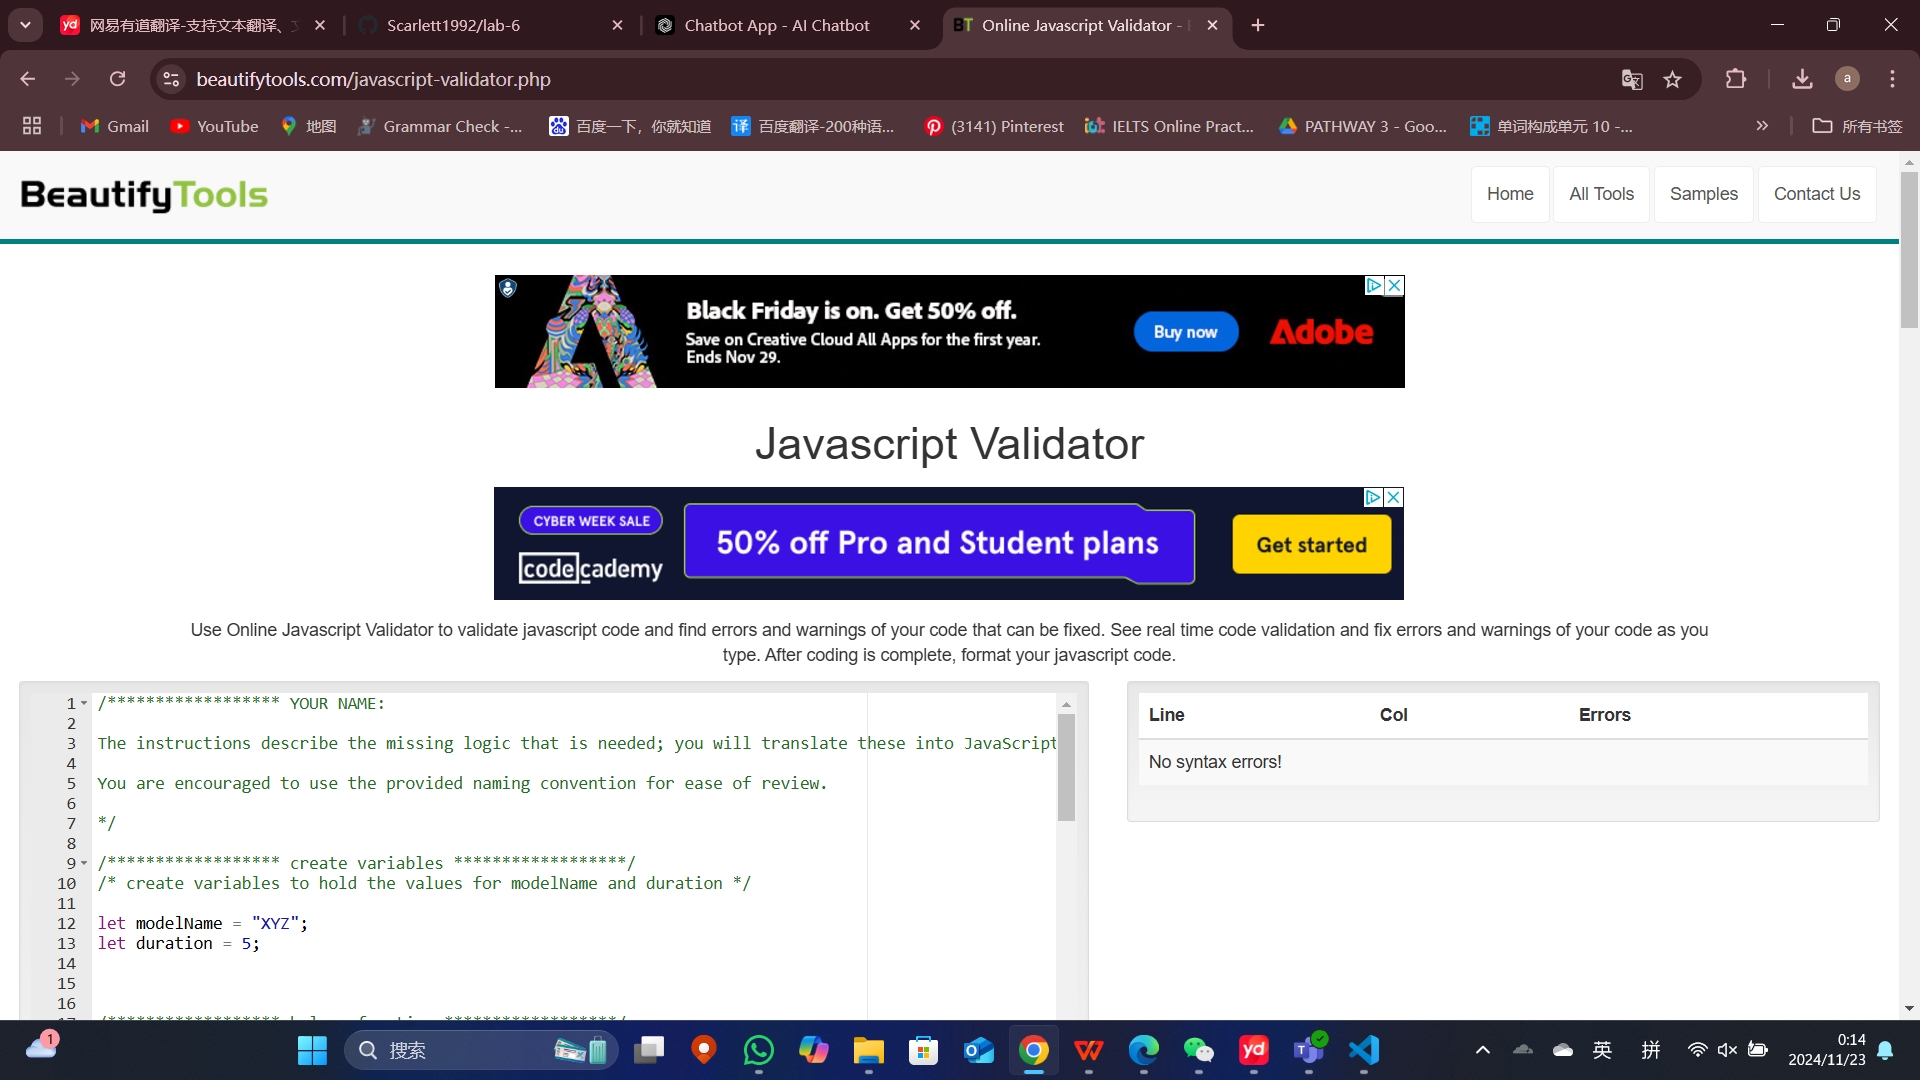 网易有道翻译-支持文本翻译、
Scarlett1992/lab-6
Chatbot App - AI Chatbot
BT Online Javascript Validator -
beautifytools.com/javascript-validator.php
a
Gmail
YouTube
地图
Grammar Check -...
百度一下，你就知道
百度翻译-200种语...
(3141) Pinterest
IELTS Online Pract...
PATHWAY 3 - Goo...
单词构成单元 10 -...
所有书签
BeautifyTools
Home
All Tools
Samples
Contact Us
Black Friday is on. Get 50% off.
Save on Creative Cloud All Apps for the first year.
Ends Nov 29.
Buy now
Adobe
Javascript Validator
CYBER WEEK SALE
codecademy
50% off Pro and Student plans
Get started
Use Online Javascript Validator to validate javascript code and find errors and warnings of your code that can be fixed. See real time code validation and fix errors and warnings of your code as you
type. After coding is complete, format your javascript code.
1 /****************** YOUR NAME:
2
3 The instructions describe the missing logic that is needed; you will translate these into JavaScript
4
5 You are encouraged to use the provided naming convention for ease of review.
6
7 */
8
9 /****************** create variables ******************/
10 /* create variables to hold the values for modelName and duration */
11
12 let modelName = "XYZ";
13 let duration = 5;
14
15
16
Line Col Errors
No syntax errors!
1
搜索
yd
英
拼
0:14
2024/11/23